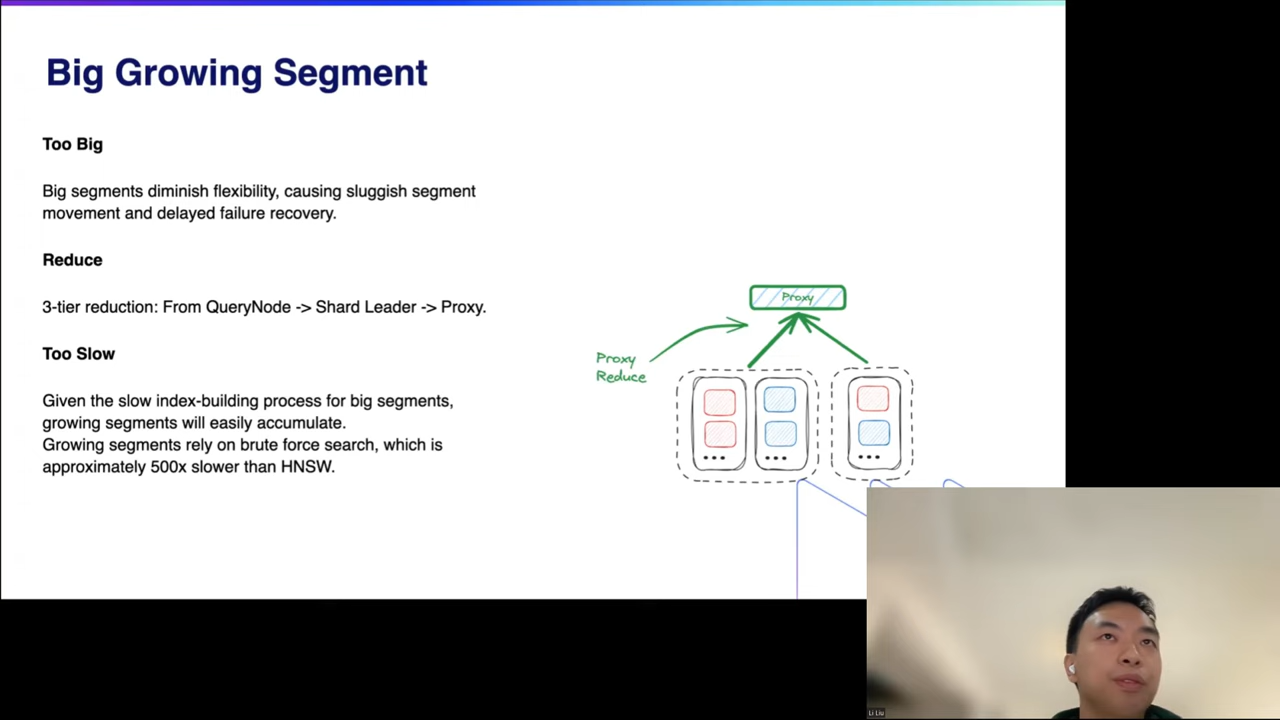 Big Growing Segment
Too Big
Big segments diminish flexibility, causing sluggish segment
movement and delayed failure recovery.
Reduce
3-tier reduction: From QueryNode -> Shard Leader -> Proxy.
Too Slow
Given the slow index-building process for big segments,
growing segments will easily accumulate.
Growing segments rely on brute force search, which is
approximately 500x slower than HNSW.
Proxy
Proxy
Reduce
Li Liu